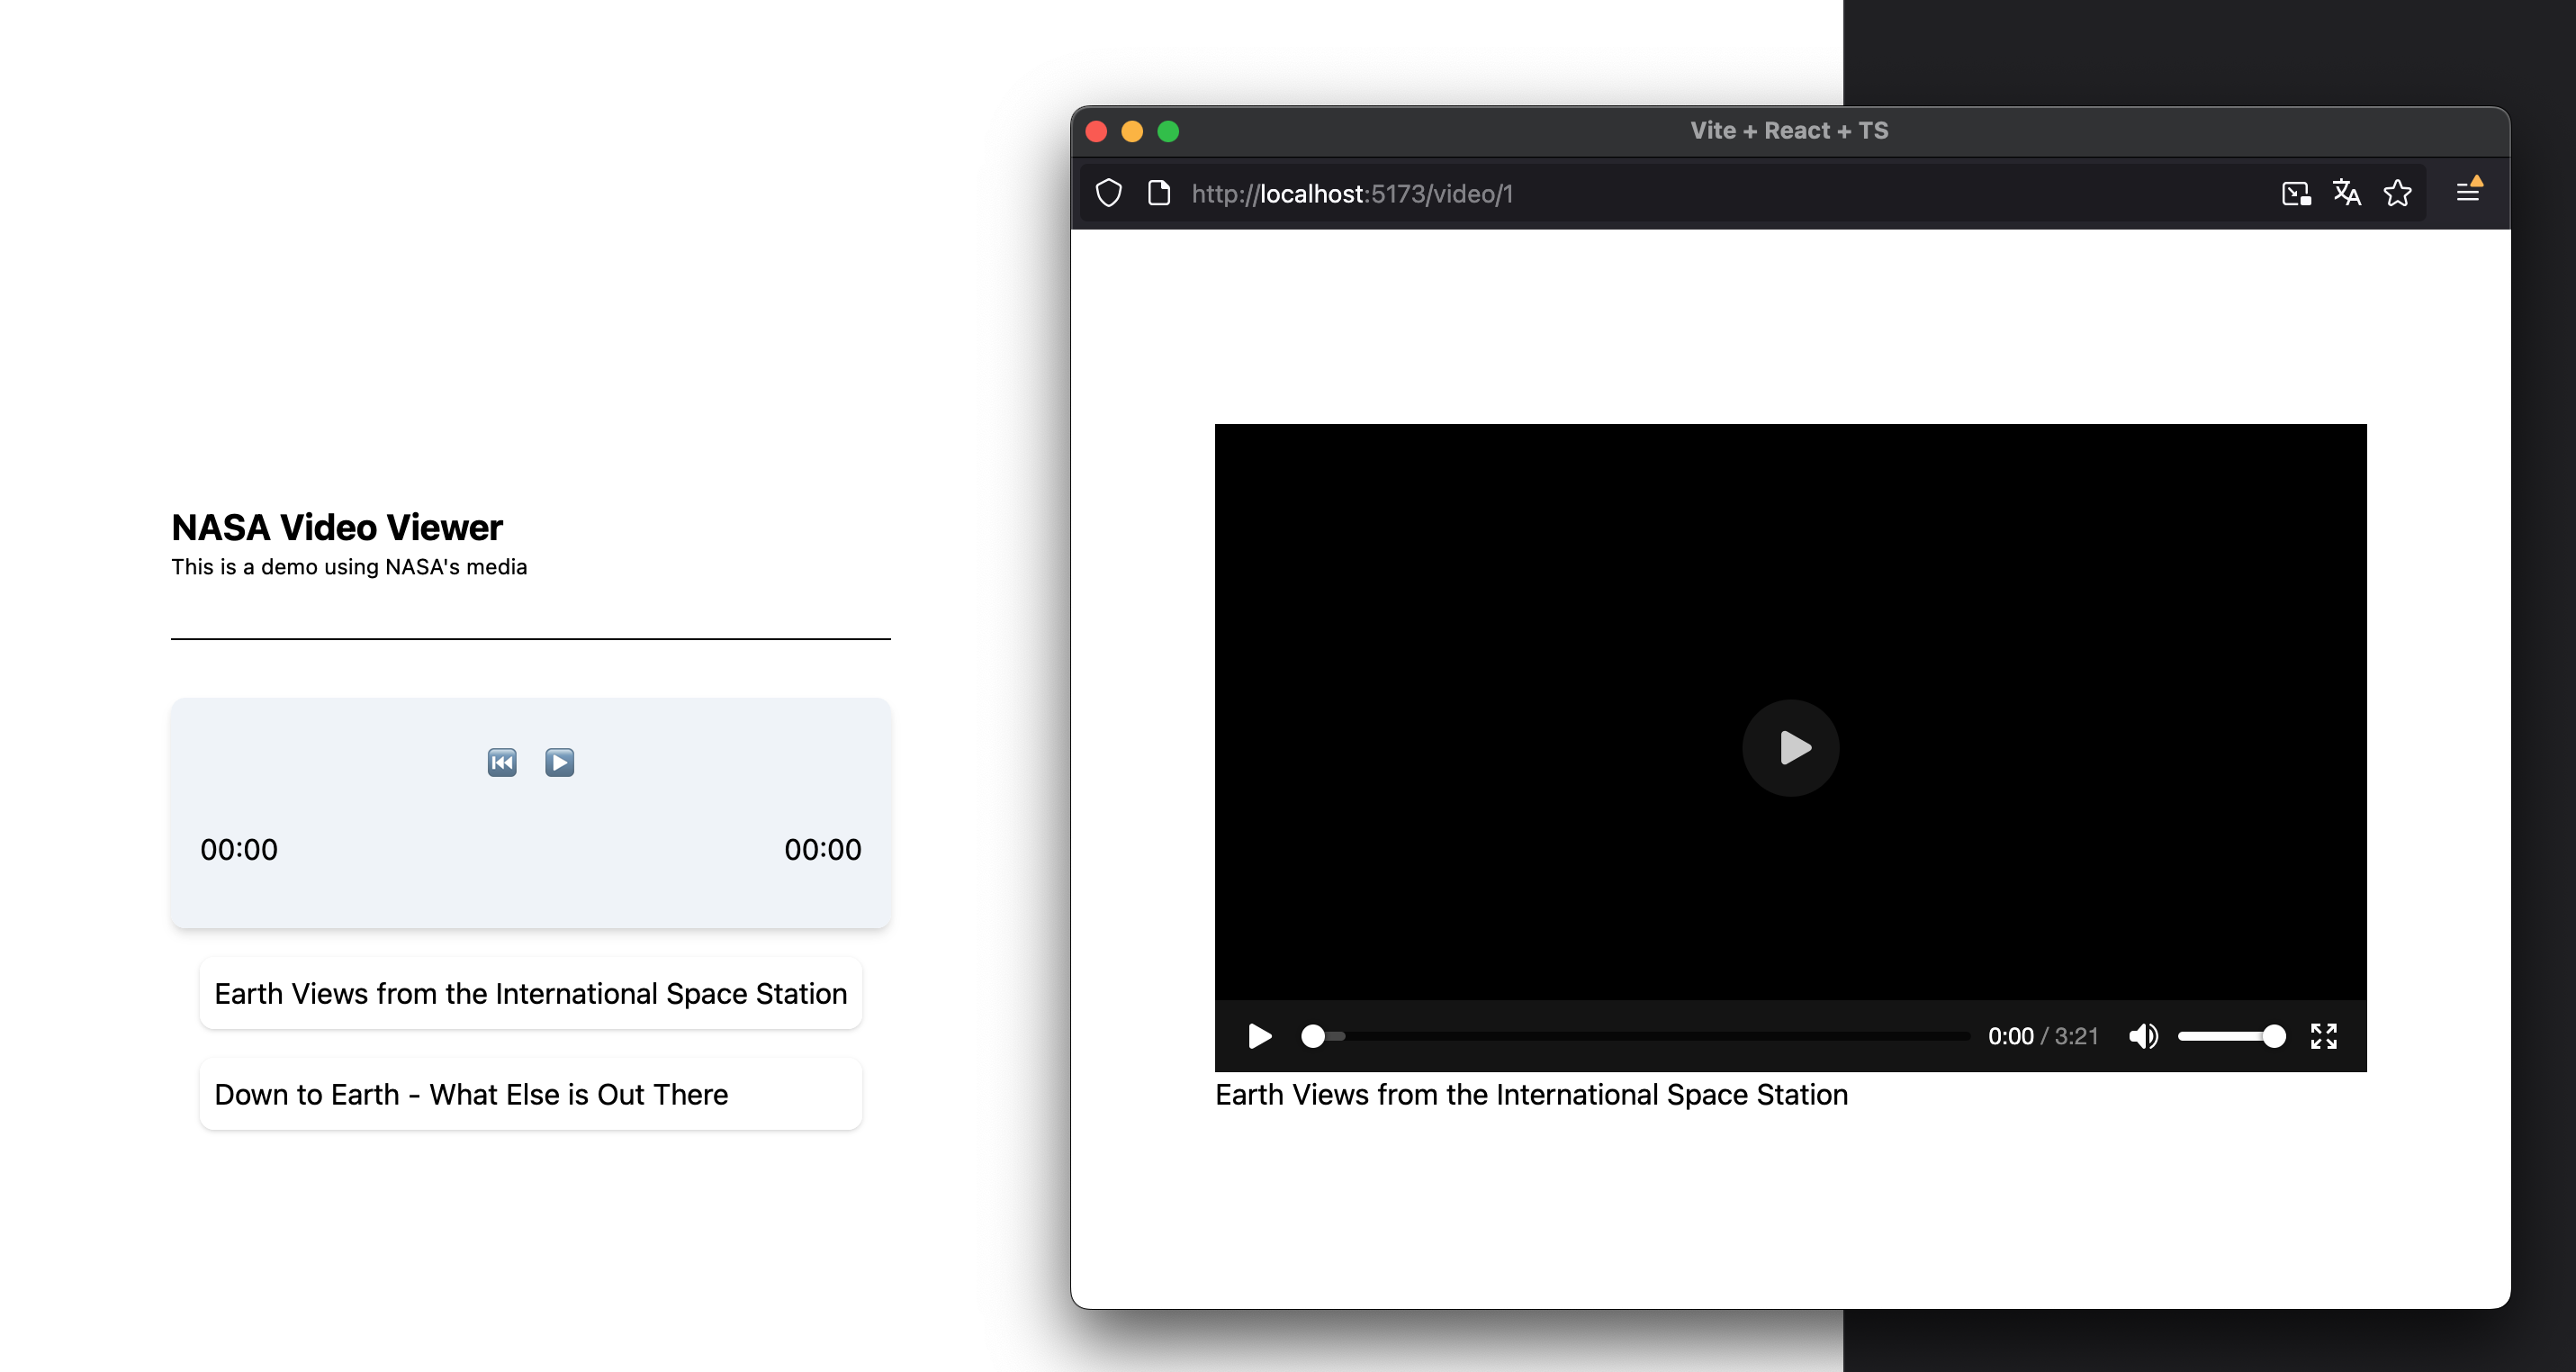 NASA Video Viewer
This is a demo using NASA's media
00:00
00:00
Earth Views from the International Space Station
Down to Earth - What Else is Out There
Vite + React + TS
http://localhost:5173/video/1
0:00 / 3:21
Earth Views from the International Space Station